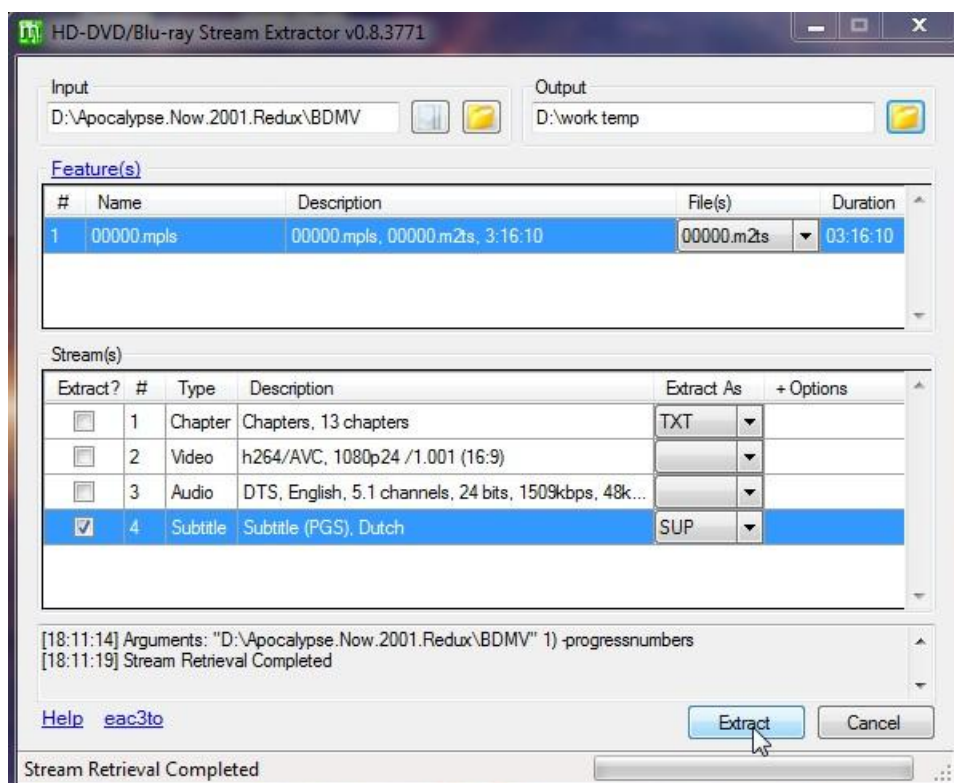 HD-DVD/Blu-ray Stream Extractor v0.8.3771
Input
Output
D:\Apocalypse.Now.2001.Redux\BDMV
D:\work temp
Feature(s)
# Name Description File(s) Duration
1 00000.mpls 00000.mpls, 00000.m2ts, 3:16:10 00000.m2ts 03:16:10
Stream(s)
Extract? # Type Description Extract As + Options
1 Chapter Chapters, 13 chapters TXT
2 Video h264/AVC, 1080p24 /1.001 (16:9)
3 Audio DTS, English, 5.1 channels, 24 bits, 1509kbps, 48k...
4 Subtitle Subtitle (PGS), Dutch SUP
[18:11:14] Arguments: "D:\Apocalypse.Now.2001.Redux\BDMV" 1) -progressnumbers
[18:11:19] Stream Retrieval Completed
Help eac3to Extract Cancel
Stream Retrieval Completed